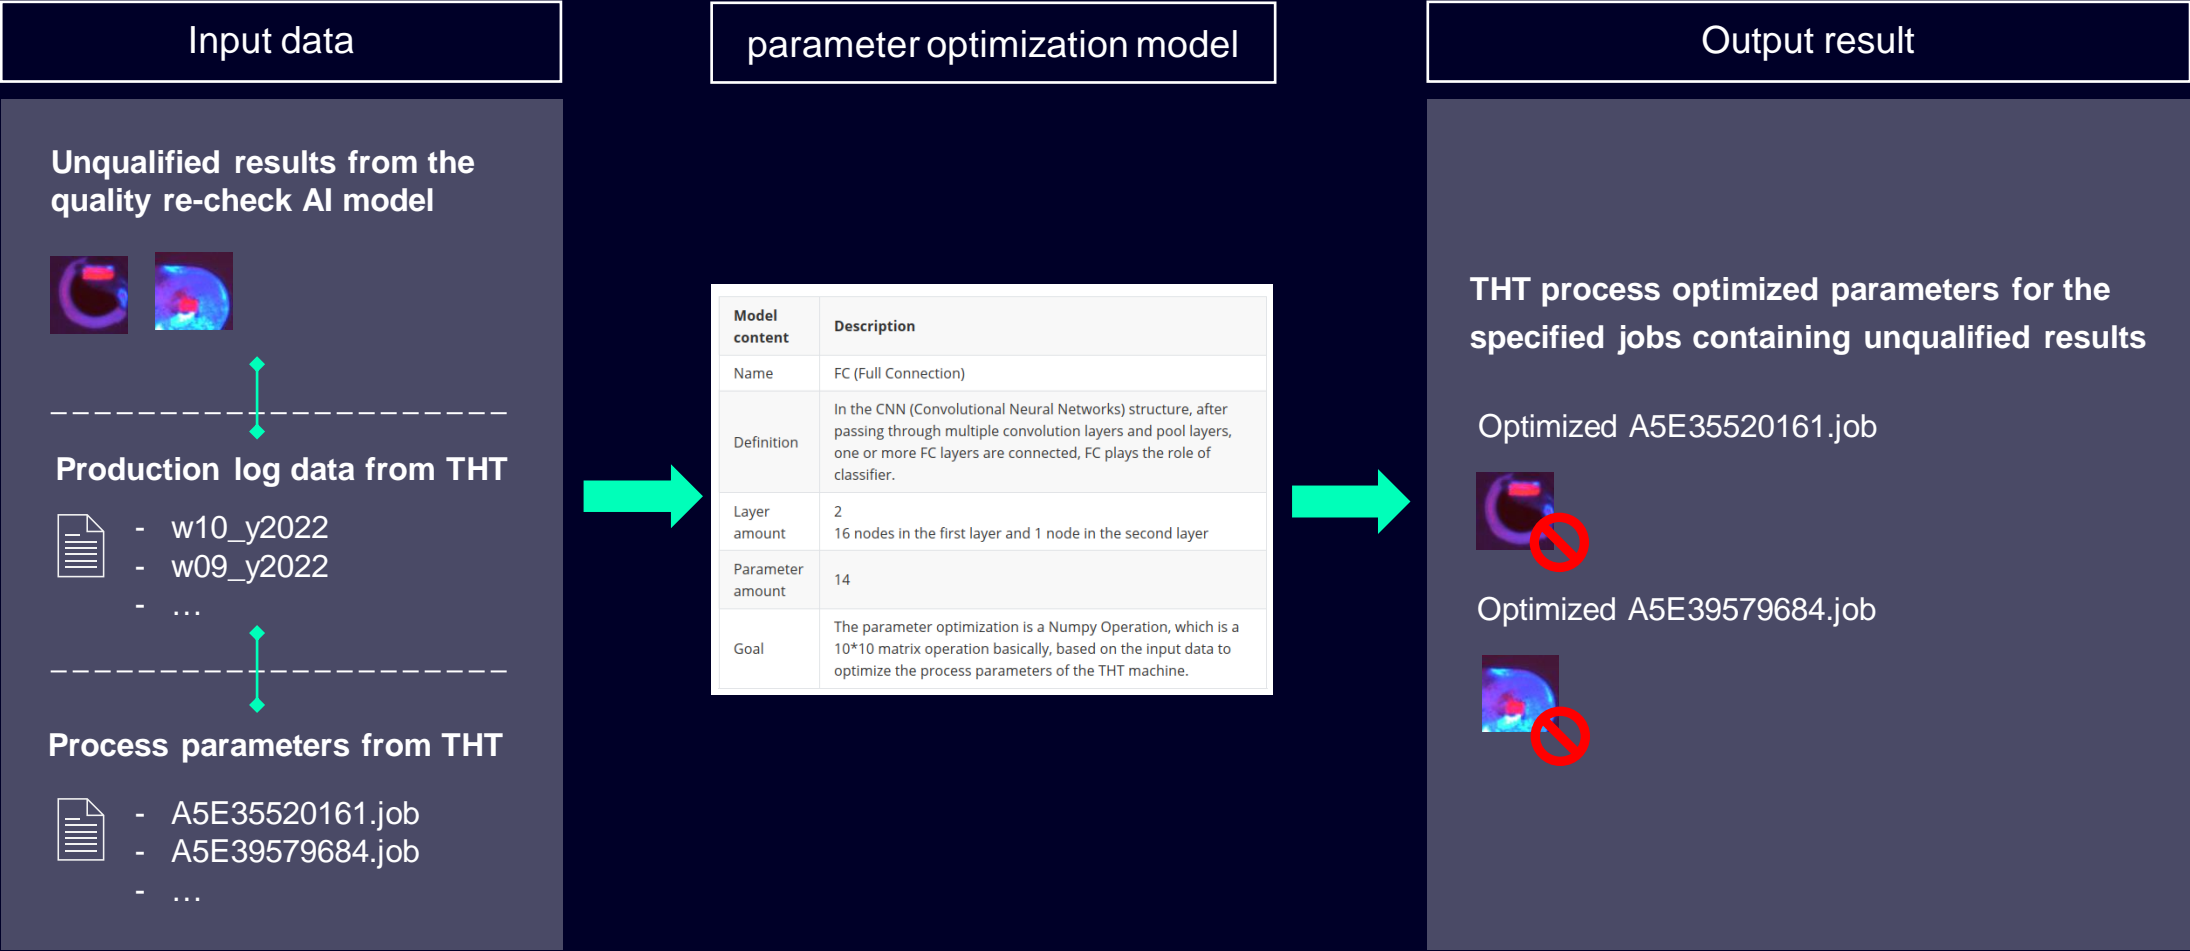 Input data
Unqualified results from the
quality re-check AI model
Production log data from THT
- w10_y2022
- w09_y2022
- …
Process parameters from THT
- A5E35520161.job
- A5E39579684.job
- …
parameter optimization model
Model content Description
Name FC (Full Connection)
Definition
In the CNN (Convolutional Neural Networks) structure, after
passing through multiple convolution layers and pool layers,
one or more FC layers are connected, FC plays the role of
classifier.
Layer amount
2
16 nodes in the first layer and 1 node in the second layer
Parameter amount
14
Goal
The parameter optimization is a Numpy Operation, which is a
10*10 matrix operation basically, based on the input data to
optimize the process parameters of the THT machine.
Output result
THT process optimized parameters for the
specified jobs containing unqualified results
Optimized A5E35520161.job
Optimized A5E39579684.job